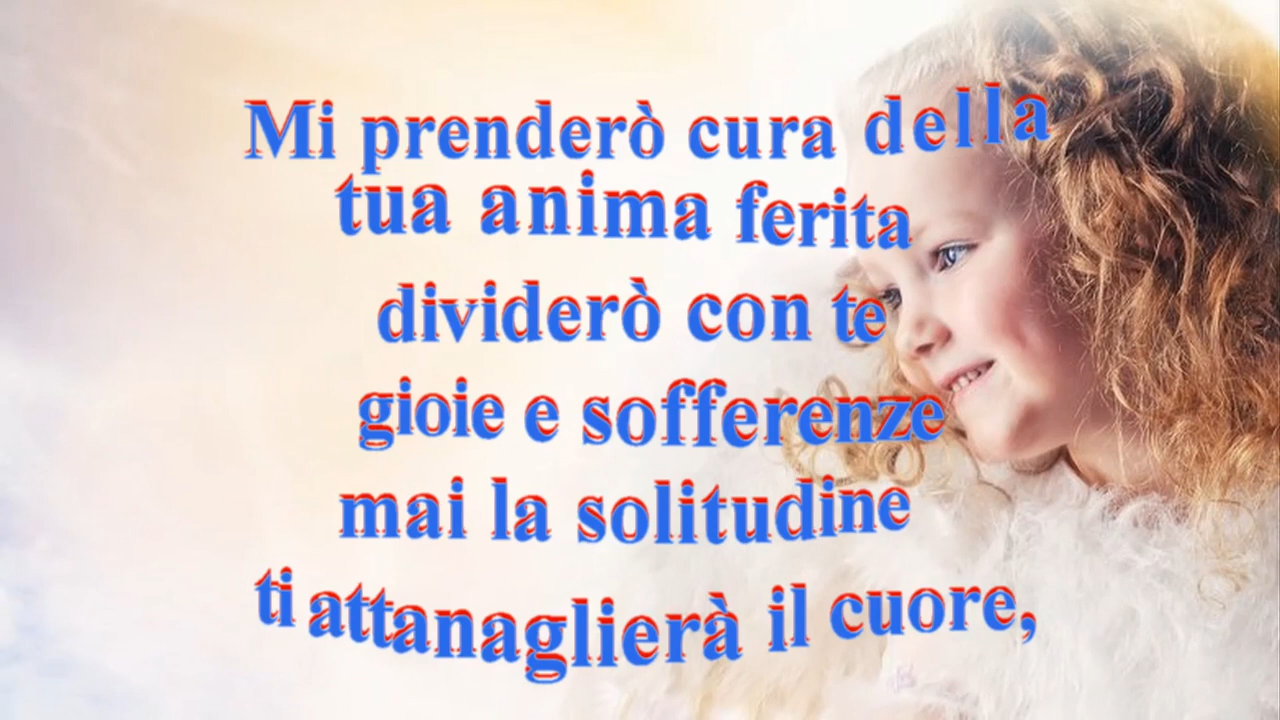 Mi prenderò cura della
tua anima ferita
dividerò con te
gioie e sofferenze
mai la solitudine
ti attanaglierà il cuore,